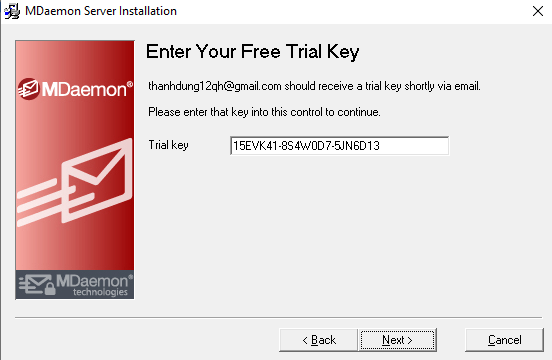 MDaemon Server Installation
Enter Your Free Trial Key
MDaemon®
thanhdung12qh@gmail.com should receive a trial key shortly via email.
Please enter that key into this control to continue.
Trial key 15EVK41-8S4W0D7-5JN6D13
MDaemon®
technologies
< Back Next > Cancel